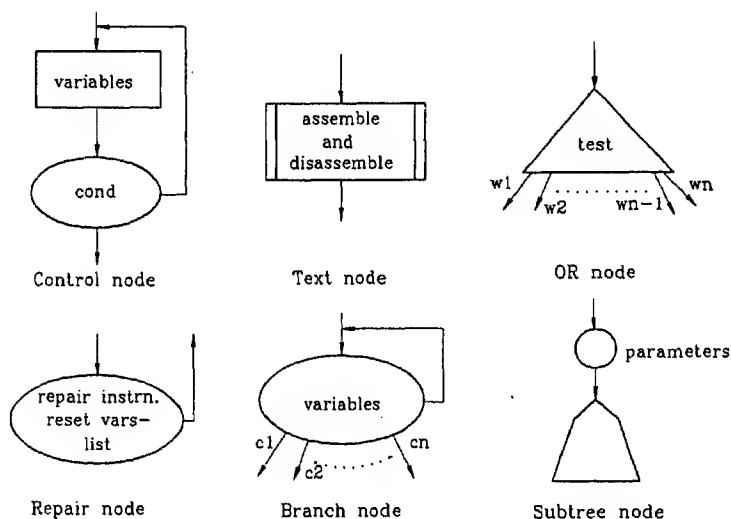 variables
cond
Control node
assemble
and
disassemble
Text node
test
w1
w2
wn-1
wn
OR node
repair instrn.
reset vars-
list
Repair node
variables
c1
c2
cn
Branch node
parameters
Subtree node